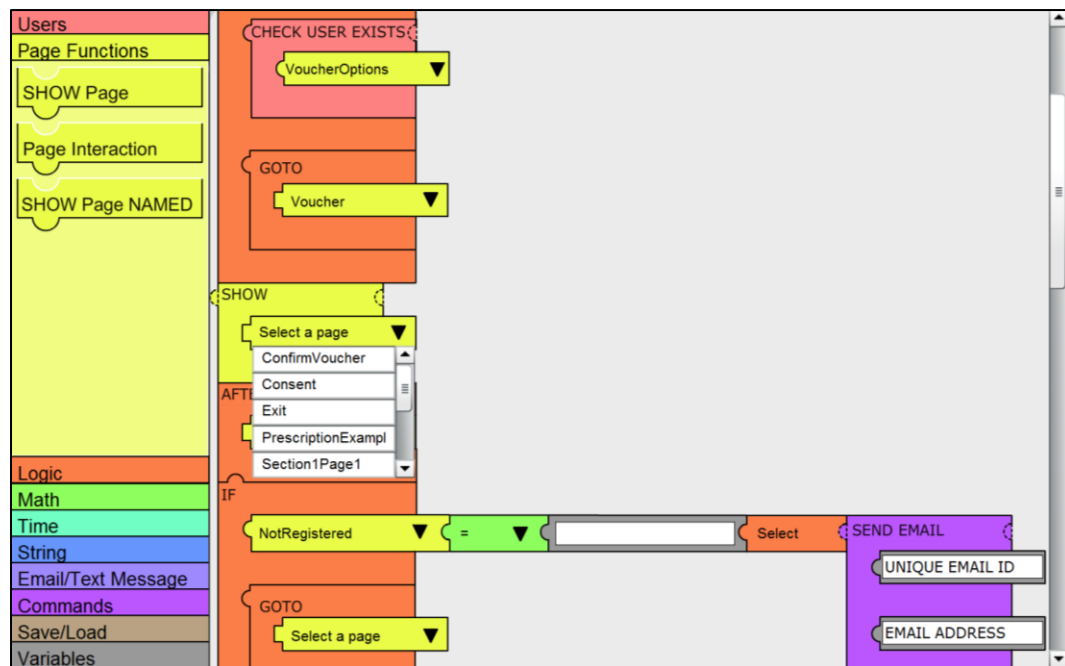 Users
Page Functions
SHOW Page
Page Interaction
SHOW Page NAMED
Logic
Math
Time
String
Email/Text Message
Commands
Save/Load
Variables
CHECK USER EXISTS
VoucherOptions
GOTO
Voucher
SHOW
Select a page
ConfirmVoucher
Consent
Exit
PrescriptionExampl
Section1Page1
AFTE
IF
NotRegistered = Select
SEND EMAIL
UNIQUE EMAIL ID
EMAIL ADDRESS
GOTO
Select a page